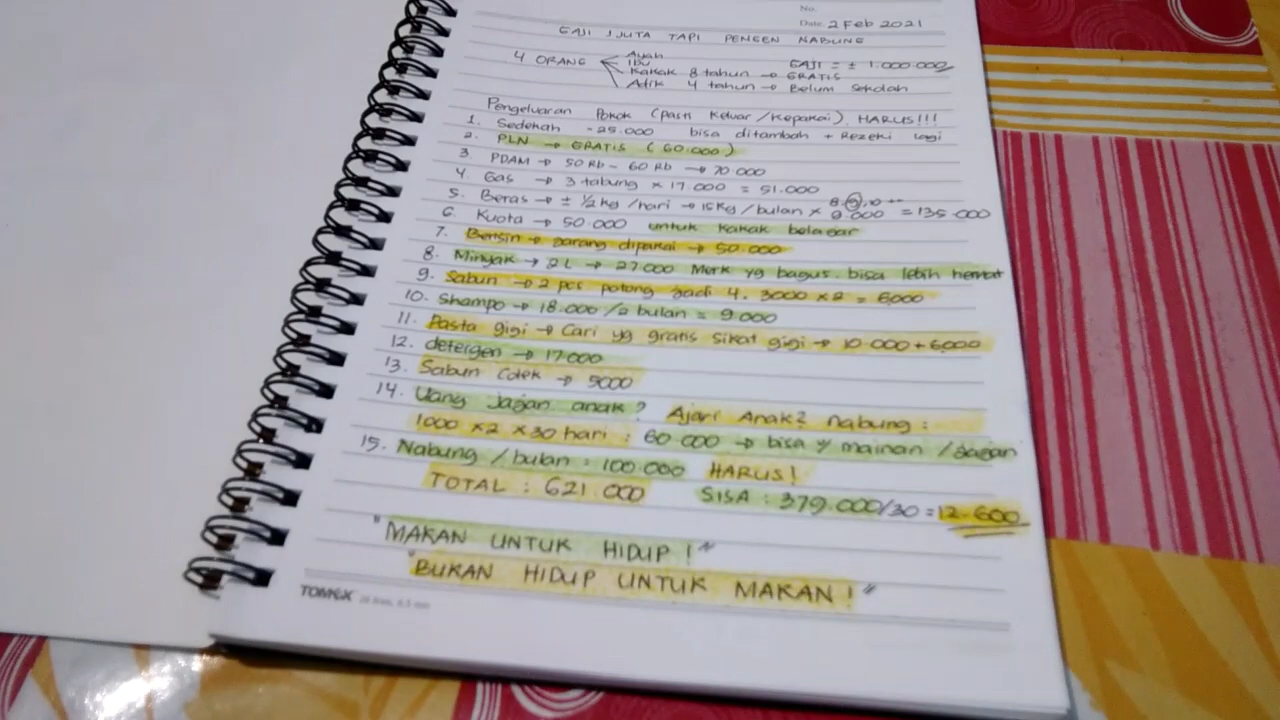 No.
Date 2 Feb 2021
GAJI 1 JUTA TAPI PENGEN NABUNG
4 ORANG
Ayah
Ibu
Kakak 8 tahun → GRATIS
Adik 4 tahun → Belum Sekolah
GAJI = ± 1.000.000
Pengeluaran Pokok (pasti Keluar / Kepakai). HARUS!!!
1. Sedekah - 25.000 bisa ditambah + Rezeki lagi
2. PLN → GRATIS (60.000)
3. PDAM → 50 Rb - 60 Rb → 70.000
4. Gas → 3 tabung × 17.000 = 51.000
5. Beras → ± ½ kg / hari → 15 Kg / bulan × 9.000 = 135.000
6. Kuota → 50.000 untuk kakak belajar
7. Bensin → Jarang dipakai → 50.000
8. Minyak → 2 L → 27.000 Merk yg bagus. bisa lebih hemat
9. Sabun → 2 pcs potong jadi 4. 3000 × 2 = 6000
10. Shampo → 18.000 /2 bulan = 9.000
11. Pasta gigi → Cari yg gratis sikat gigi → 10.000 + 6000
12. detergen → 17.000
13. Sabun Colek → 5000
14. Uang Jajan anak? Ajari Anak2 nabung :
1000 × 2 × 30 hari : 60.000 → bisa y mainan / Jajan
15. Nabung / bulan : 100.000 HARUS!
TOTAL : 621.000 SISA : 379.000/30 = 12.600
"MAKAN UNTUK HIDUP!"
"BUKAN HIDUP UNTUK MAKAN!"